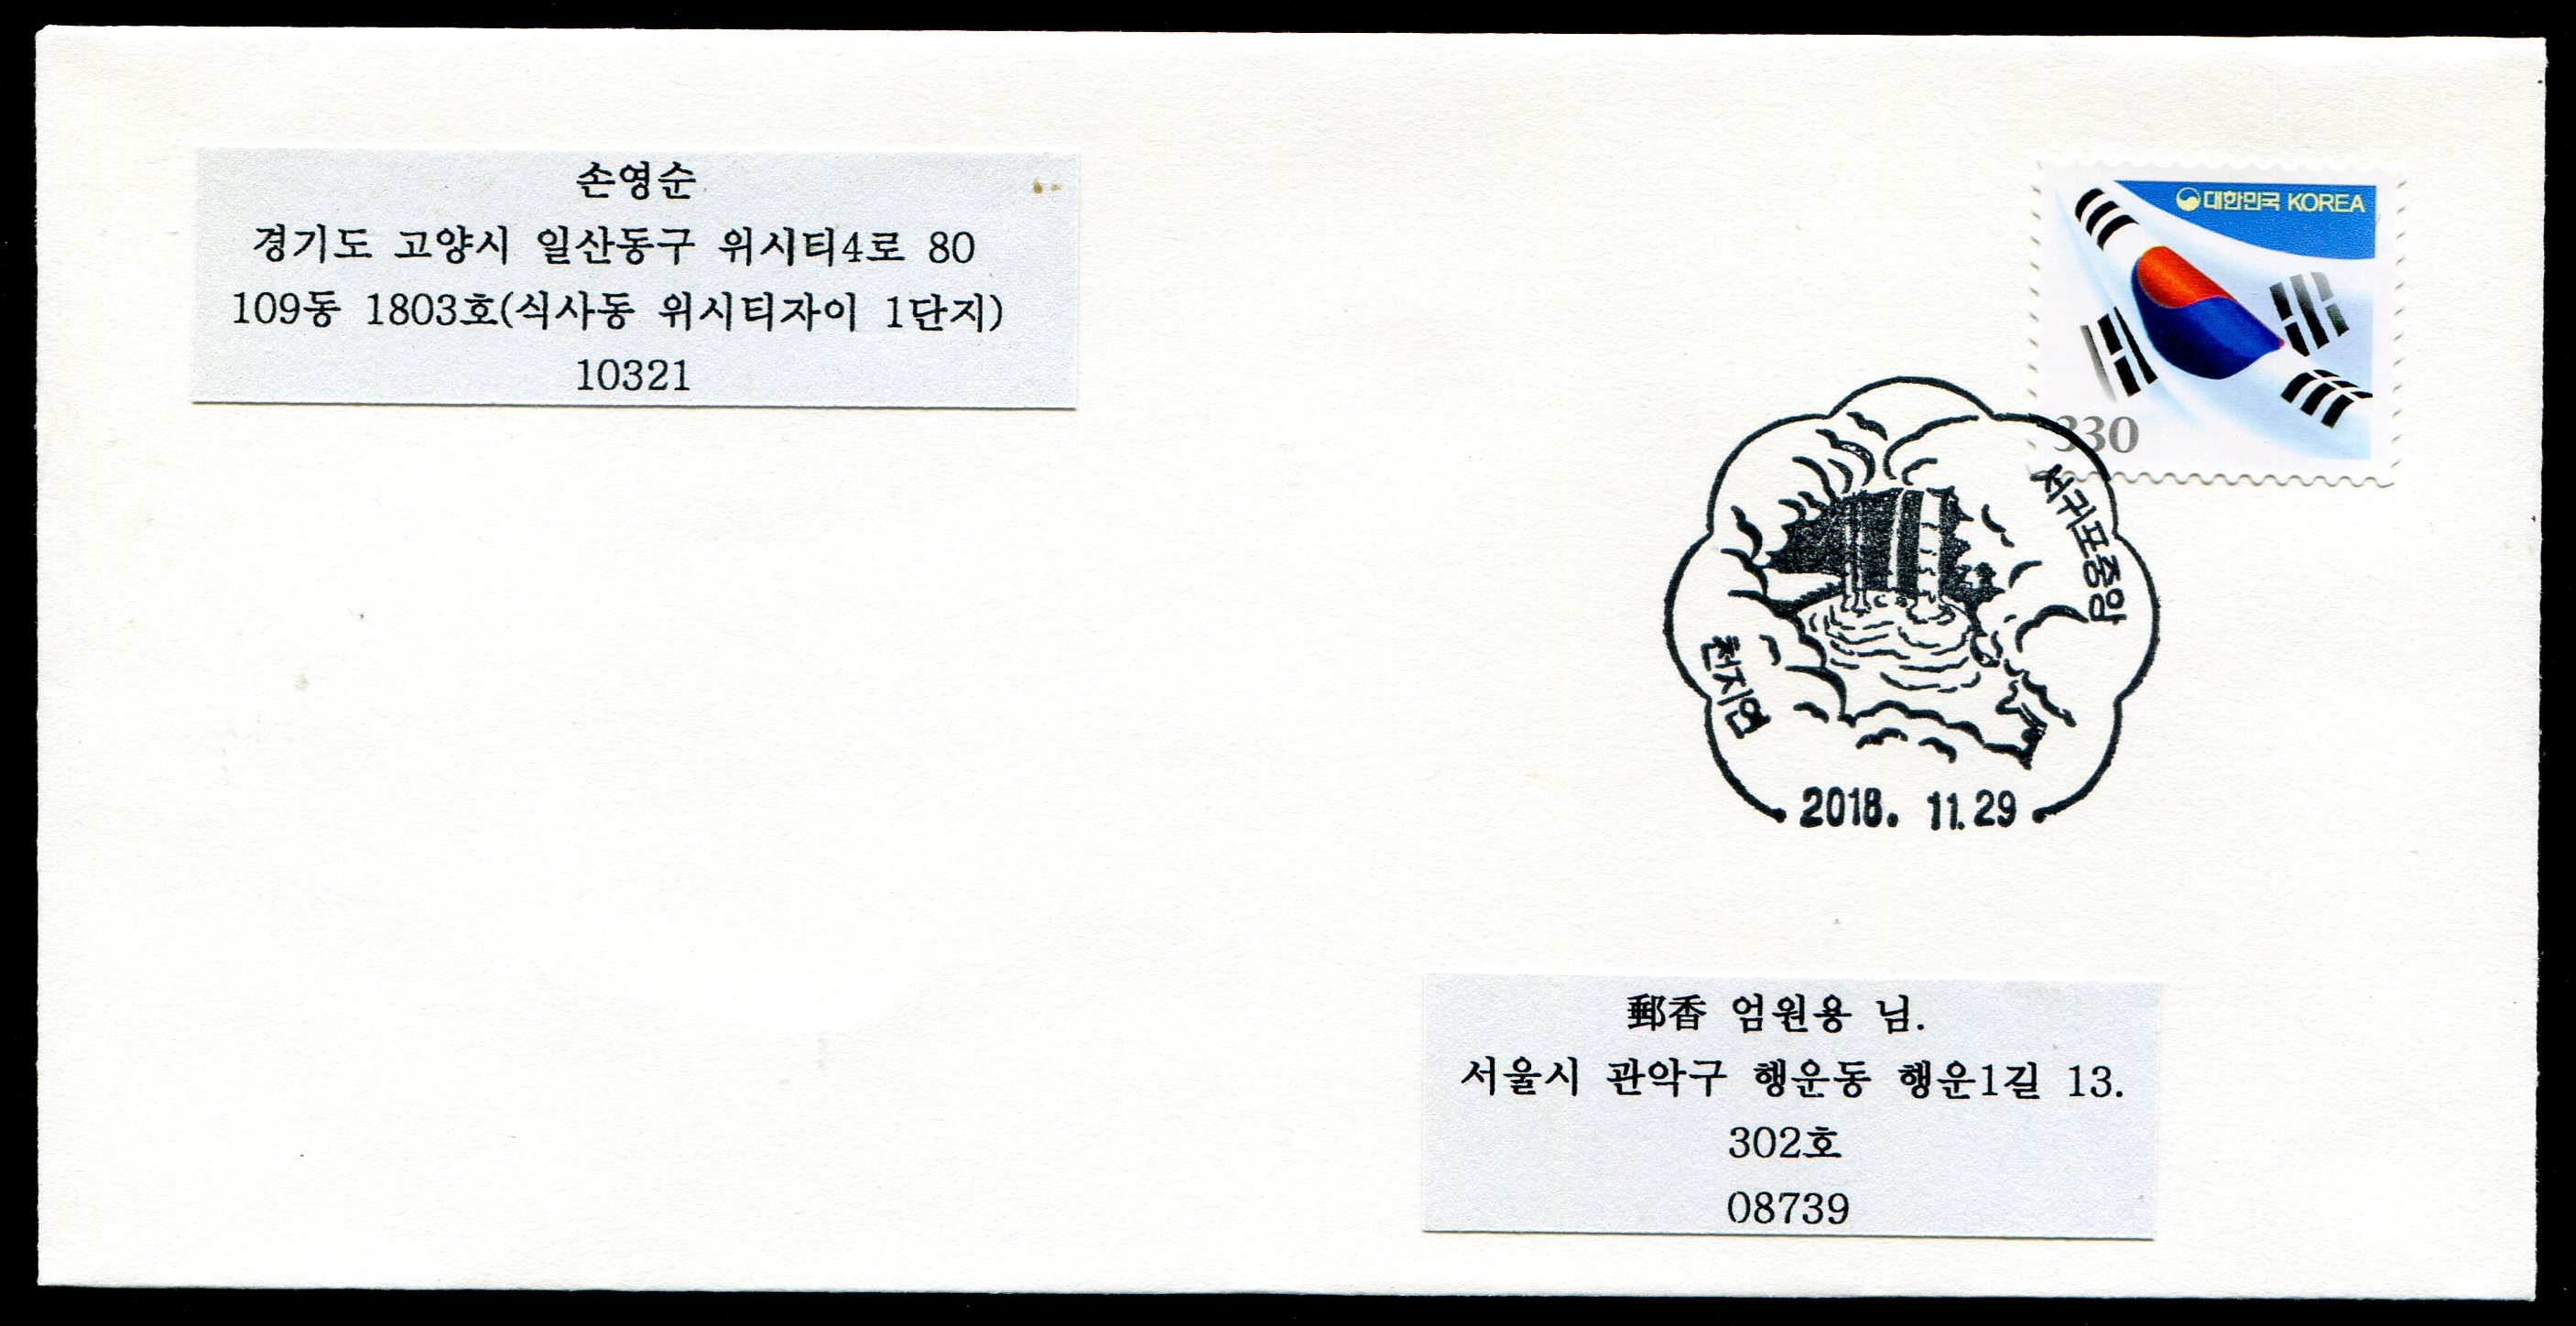 손영순
경기도 고양시 일산동구 위시티4로 80
109동 1803호(식사동 위시티자이 1단지)
10321
대한민국 KOREA
330
서귀포중앙
천지연
2018. 11. 29
郵香 엄원용 님.
서울시 관악구 행운동 행운1길 13.
302호
08739